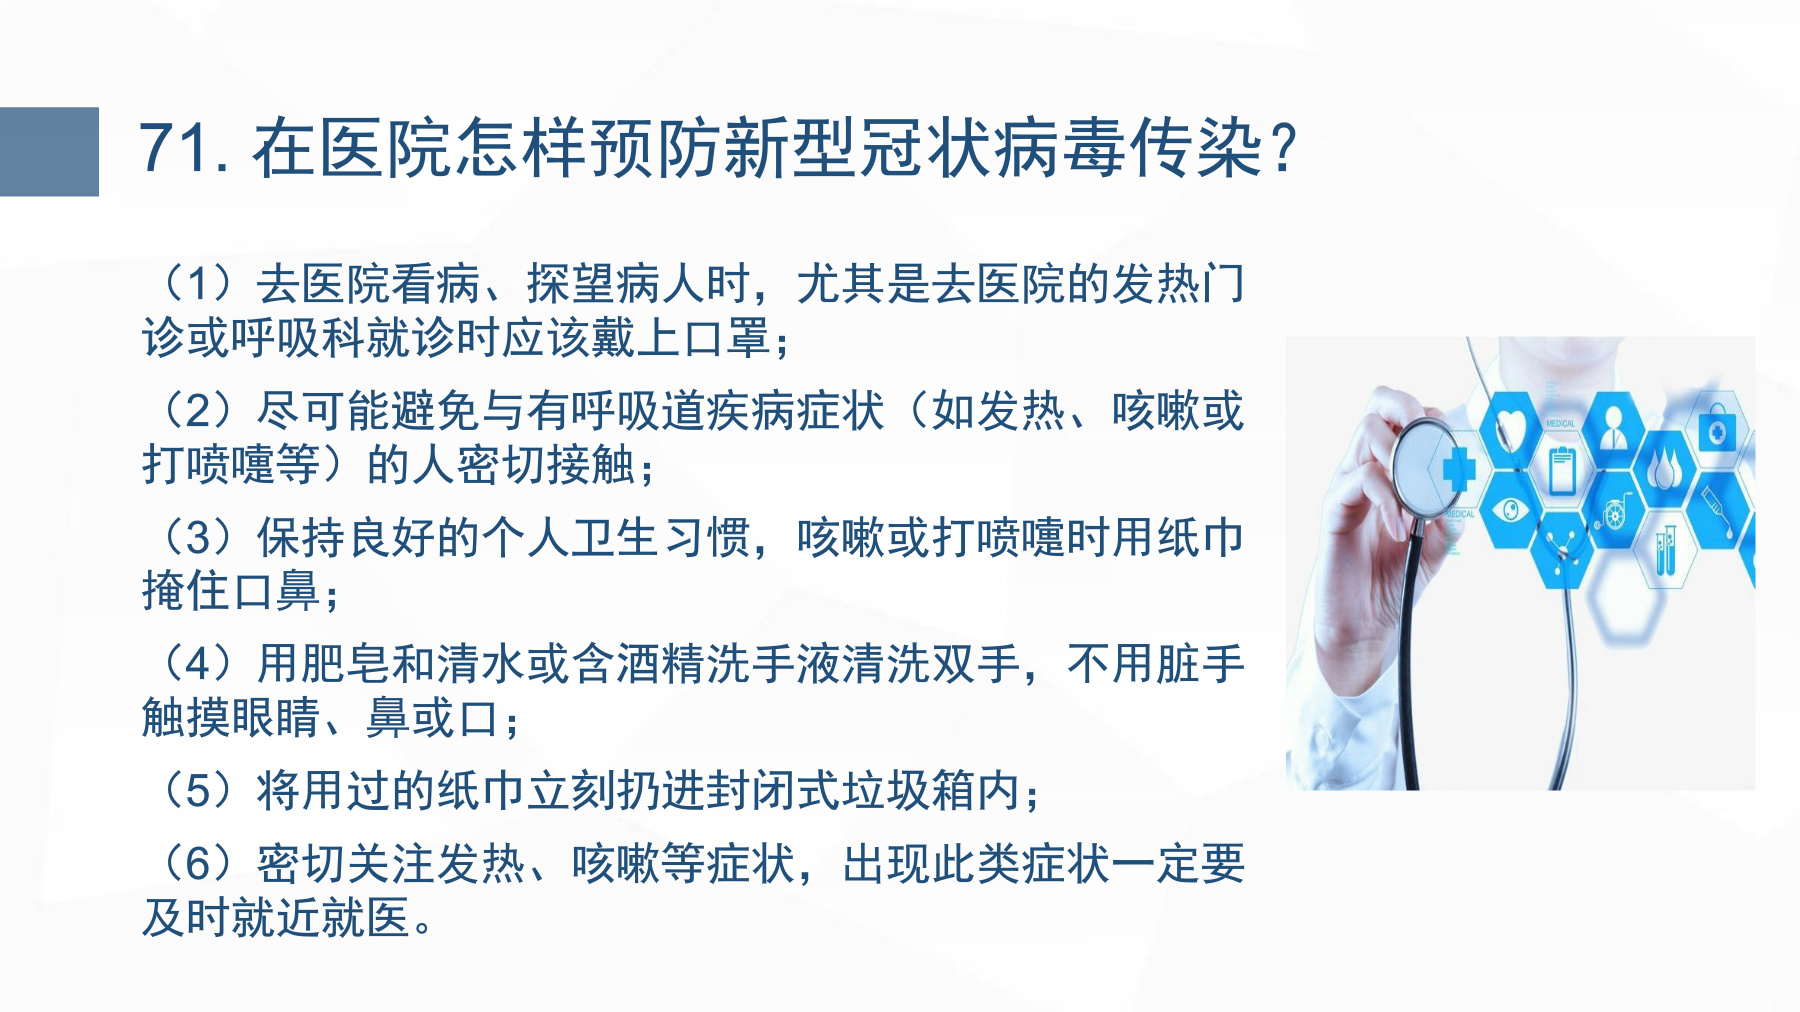 71. 在医院怎样预防新型冠状病毒传染？
（1）去医院看病、探望病人时，尤其是去医院的发热门
诊或呼吸科就诊时应该戴上口罩；
（2）尽可能避免与有呼吸道疾病症状（如发热、咳嗽或
打喷嚏等）的人密切接触；
（3）保持良好的个人卫生习惯，咳嗽或打喷嚏时用纸巾
掩住口鼻；
（4）用肥皂和清水或含酒精洗手液清洗双手，不用脏手
触摸眼睛、鼻或口；
（5）将用过的纸巾立刻扔进封闭式垃圾箱内；
（6）密切关注发热、咳嗽等症状，出现此类症状一定要
及时就近就医。
MEDICAL
MEDICAL